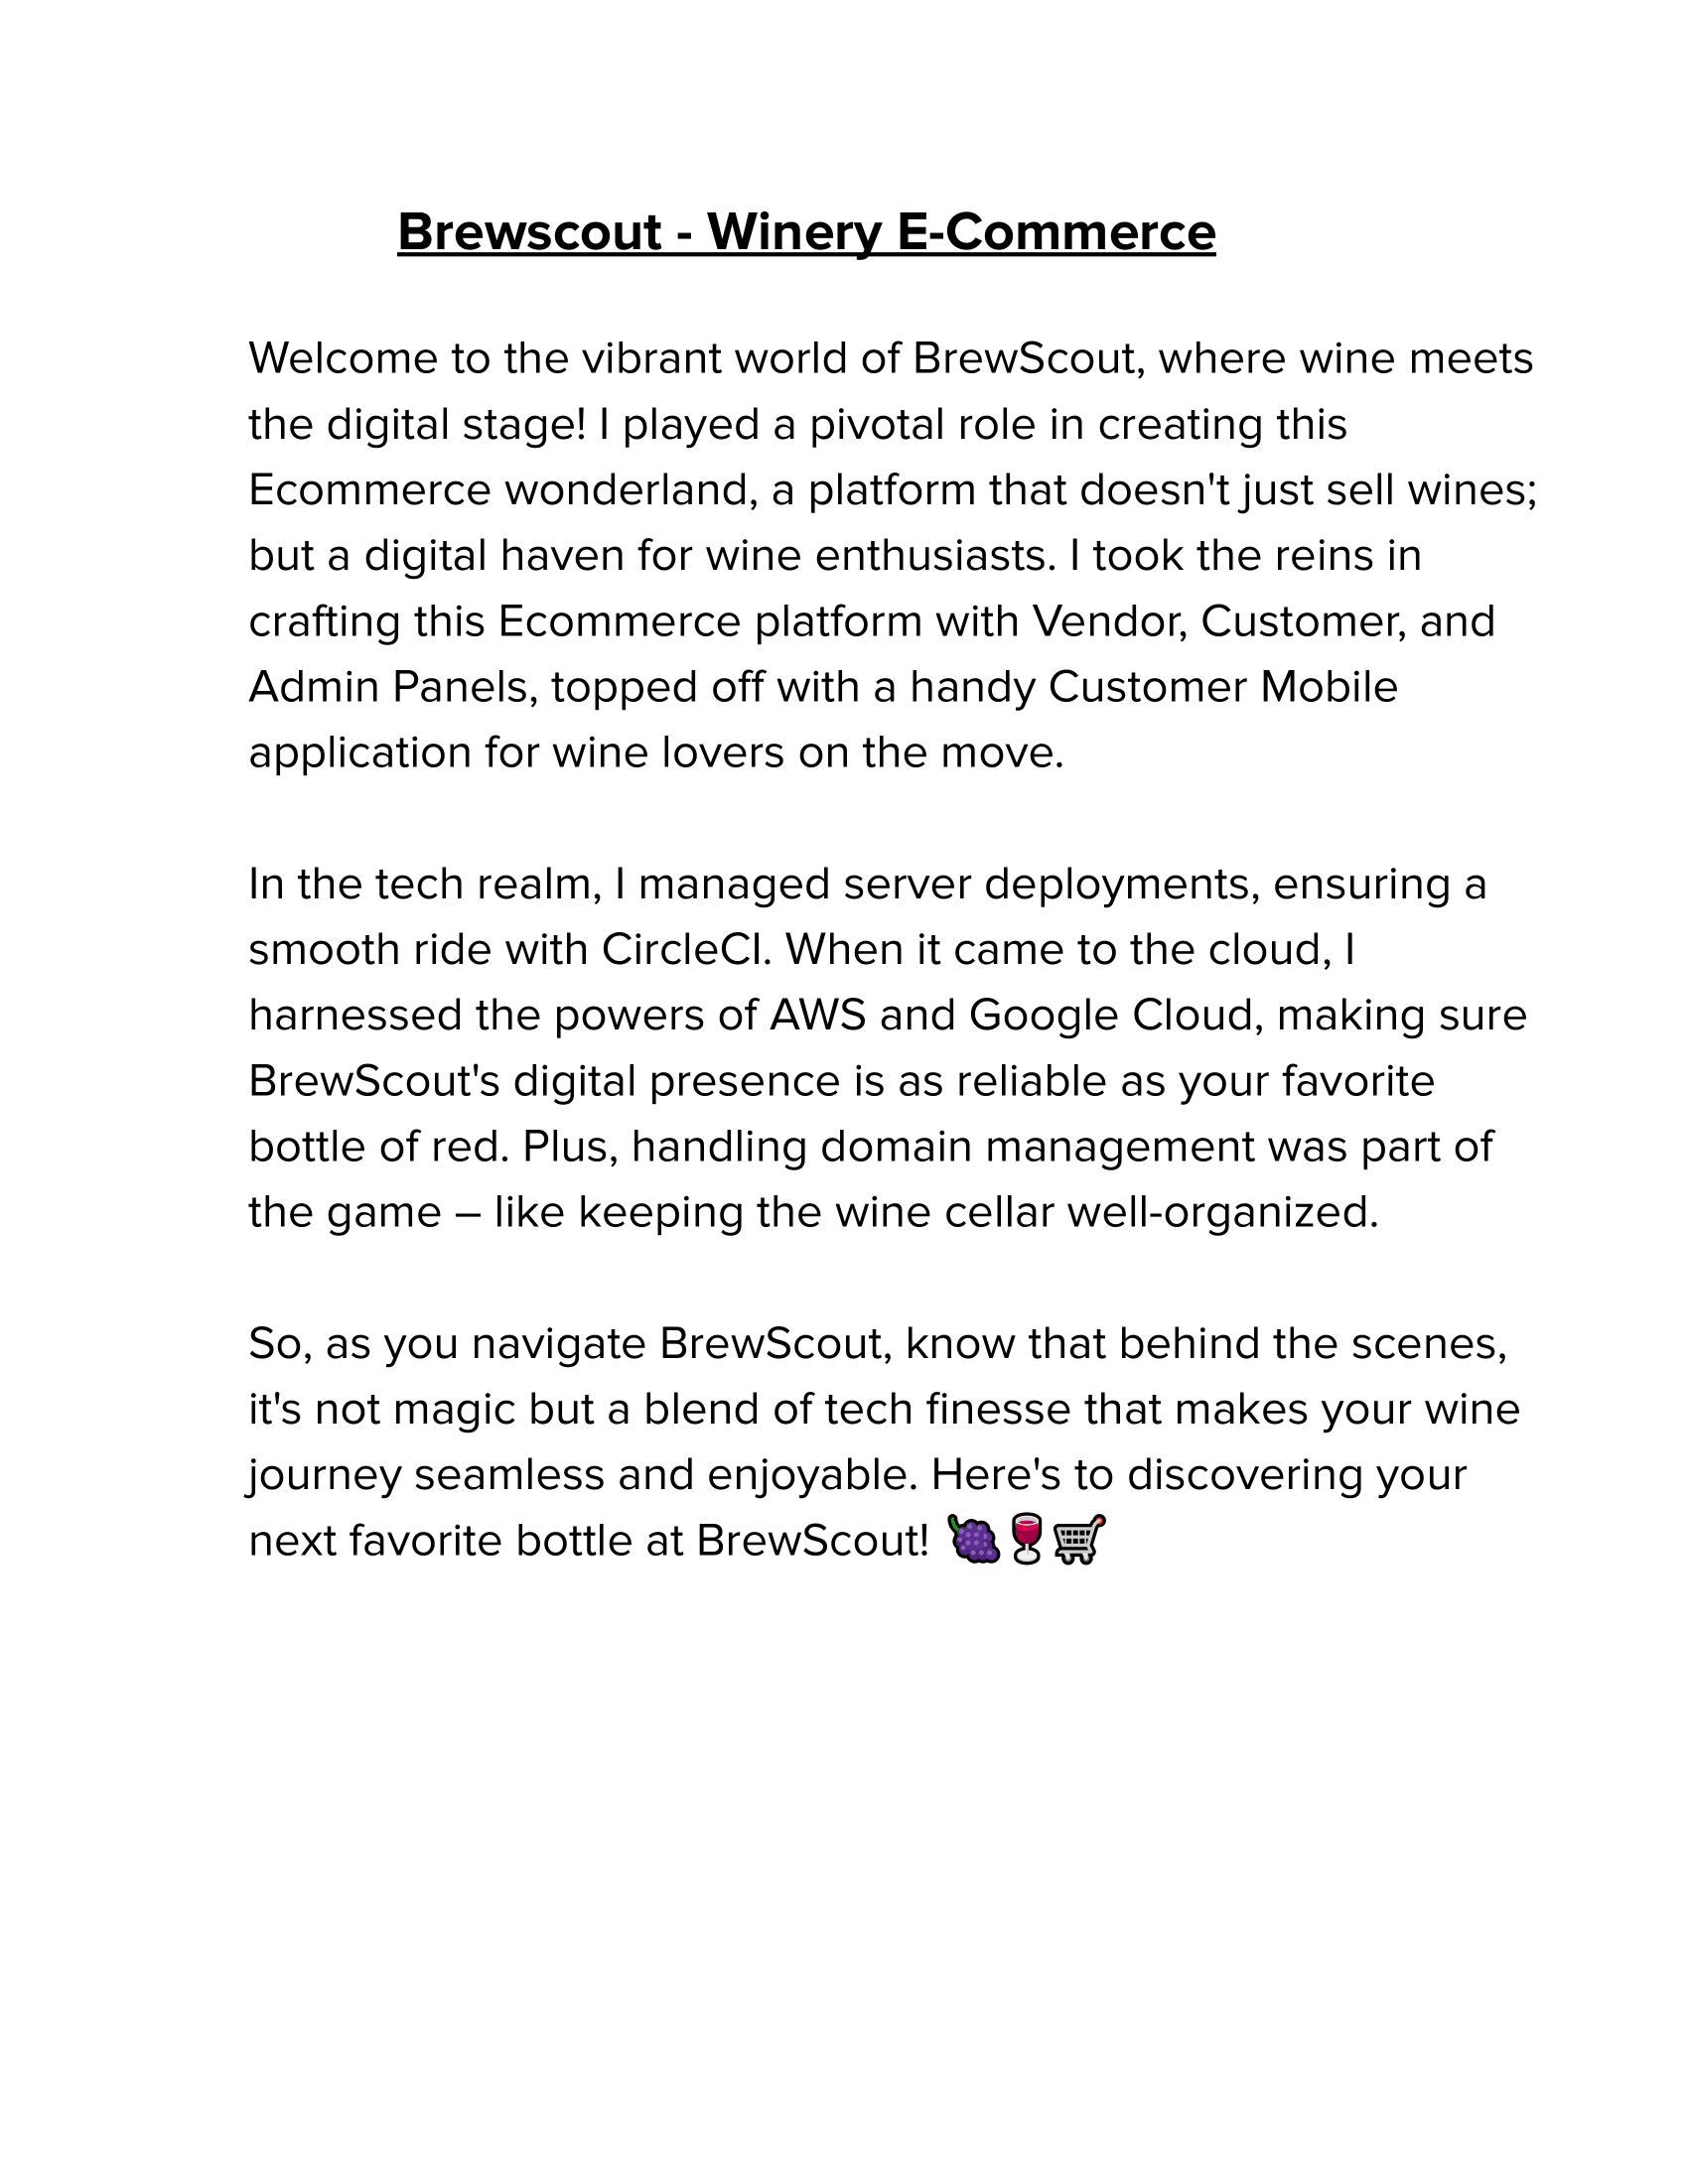 Brewscout - Winery E-Commerce
Welcome to the vibrant world of BrewScout, where wine meets
the digital stage! I played a pivotal role in creating this
Ecommerce wonderland, a platform that doesn't just sell wines;
but a digital haven for wine enthusiasts. I took the reins in
crafting this Ecommerce platform with Vendor, Customer, and
Admin Panels, topped off with a handy Customer Mobile
application for wine lovers on the move.
In the tech realm, I managed server deployments, ensuring a
smooth ride with CircleCI. When it came to the cloud, I
harnessed the powers of AWS and Google Cloud, making sure
BrewScout's digital presence is as reliable as your favorite
bottle of red. Plus, handling domain management was part of
the game – like keeping the wine cellar well-organized.
So, as you navigate BrewScout, know that behind the scenes,
it's not magic but a blend of tech finesse that makes your wine
journey seamless and enjoyable. Here's to discovering your
next favorite bottle at BrewScout! 🍇🍷🛒